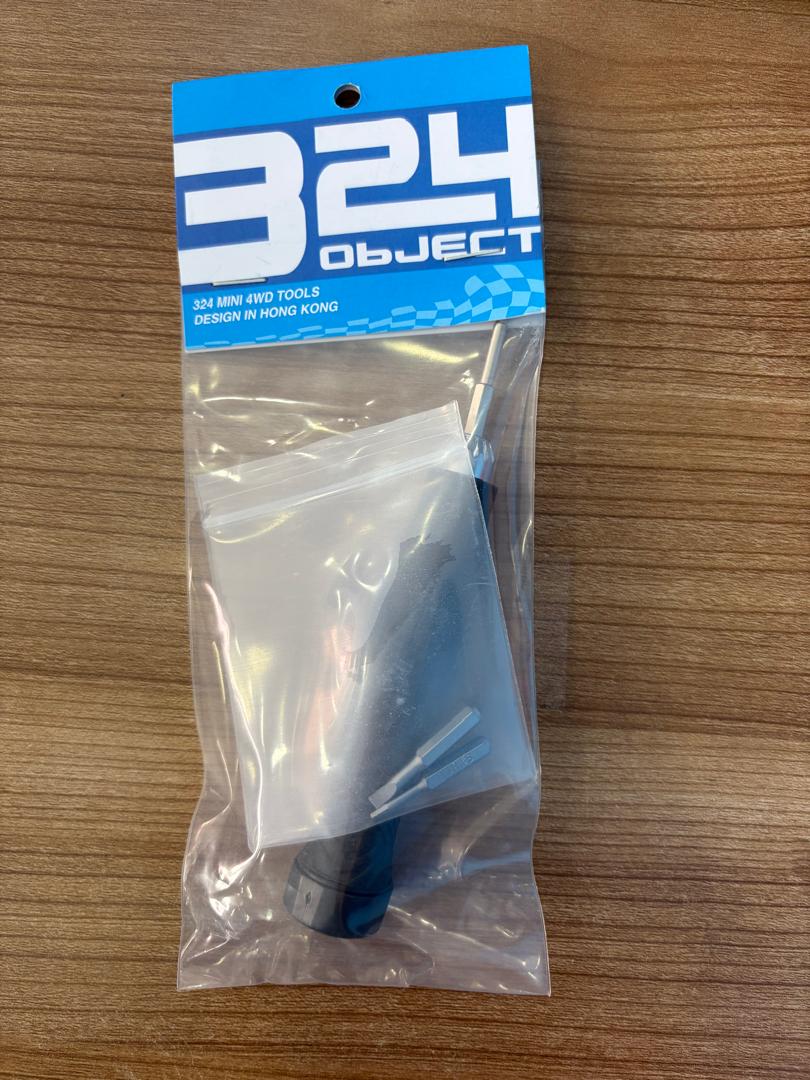 324
OBJECT
324 MINI 4WD TOOLS
DESIGN IN HONG KONG